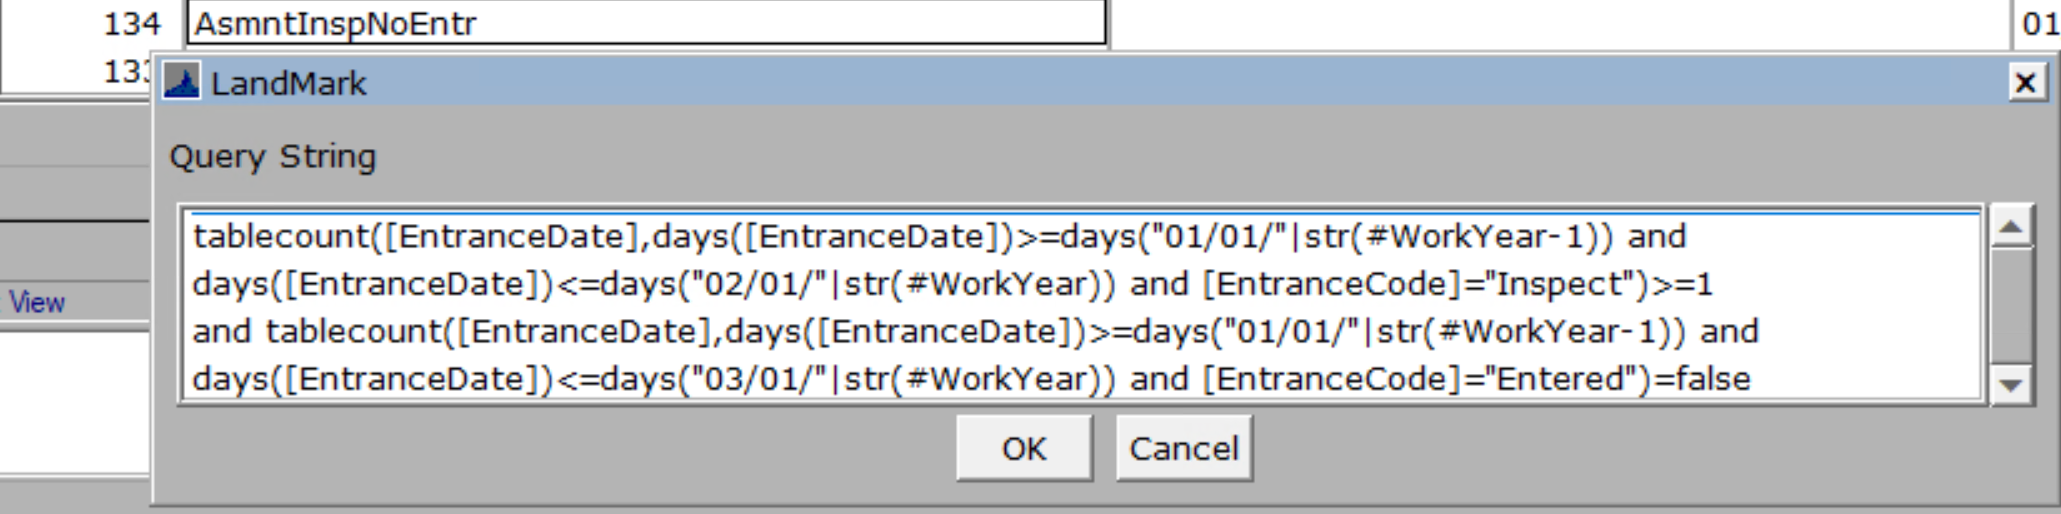 134 AsmntInspNoEntr 01
133
LandMark
Query String
tablecount([EntranceDate],days([EntranceDate])>=days("01/01/"|str(#WorkYear-1)) and
days([EntranceDate])<=days("02/01/"|str(#WorkYear)) and [EntranceCode]="Inspect")>=1
and tablecount([EntranceDate],days([EntranceDate])>=days("01/01/"|str(#WorkYear-1)) and
days([EntranceDate])<=days("03/01/"|str(#WorkYear)) and [EntranceCode]="Entered")=false
View
OK Cancel